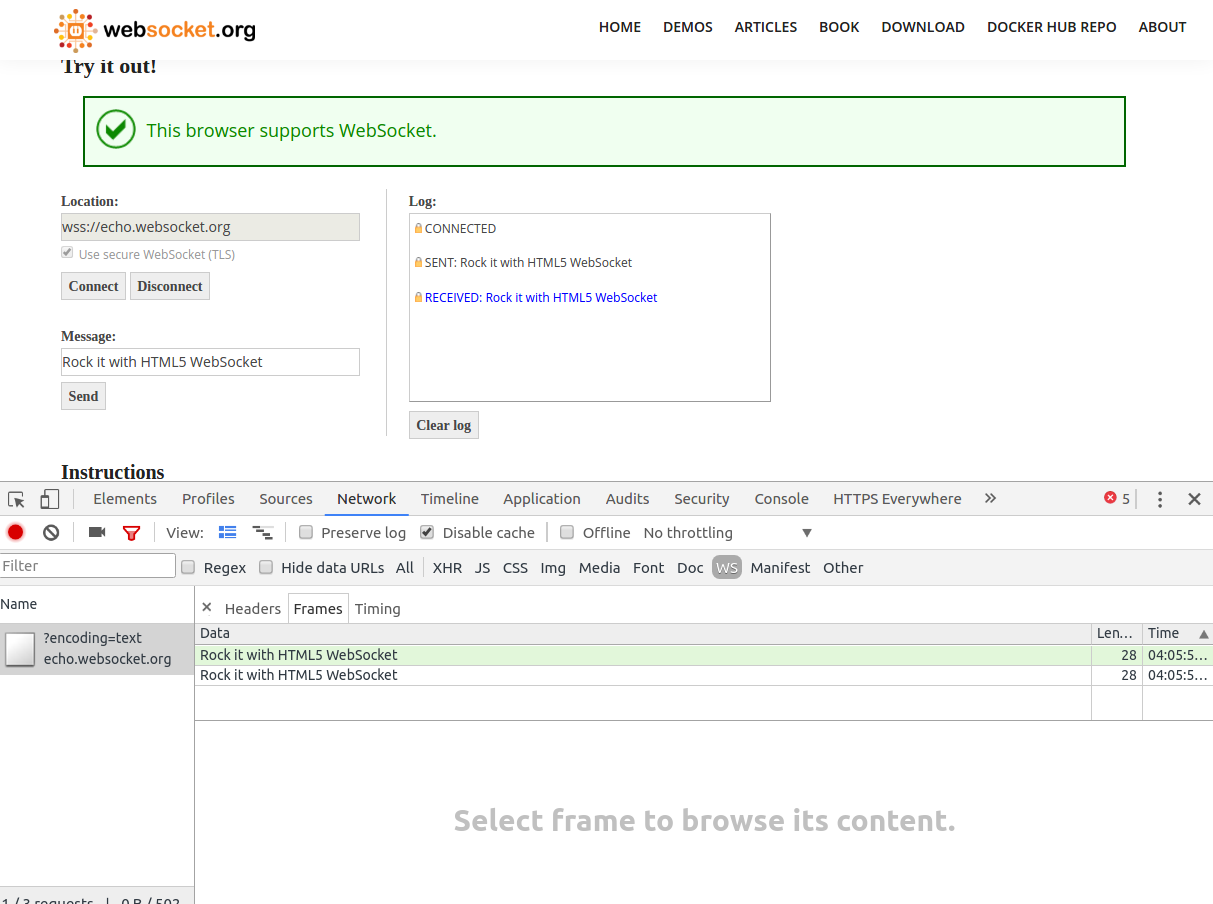 websocket.org HOME DEMOS ARTICLES BOOK DOWNLOAD DOCKER HUB REPO ABOUT
Try it out!
This browser supports WebSocket.
Location:
wss://echo.websocket.org
Use secure WebSocket (TLS)
Connect Disconnect
Message:
Rock it with HTML5 WebSocket
Send
Log:
CONNECTED
SENT: Rock it with HTML5 WebSocket
RECEIVED: Rock it with HTML5 WebSocket
Clear log
Instructions
Elements Profiles Sources Network Timeline Application Audits Security Console HTTPS Everywhere » 5
View: Preserve log Disable cache Offline No throttling
Filter Regex Hide data URLs All XHR JS CSS Img Media Font Doc WS Manifest Other
Name
?encoding=text
echo.websocket.org
Headers Frames Timing
Data Len... Time
Rock it with HTML5 WebSocket 28 04:05:5...
Rock it with HTML5 WebSocket 28 04:05:5...
Select frame to browse its content.
1 / 3 requests | 0 B / 502